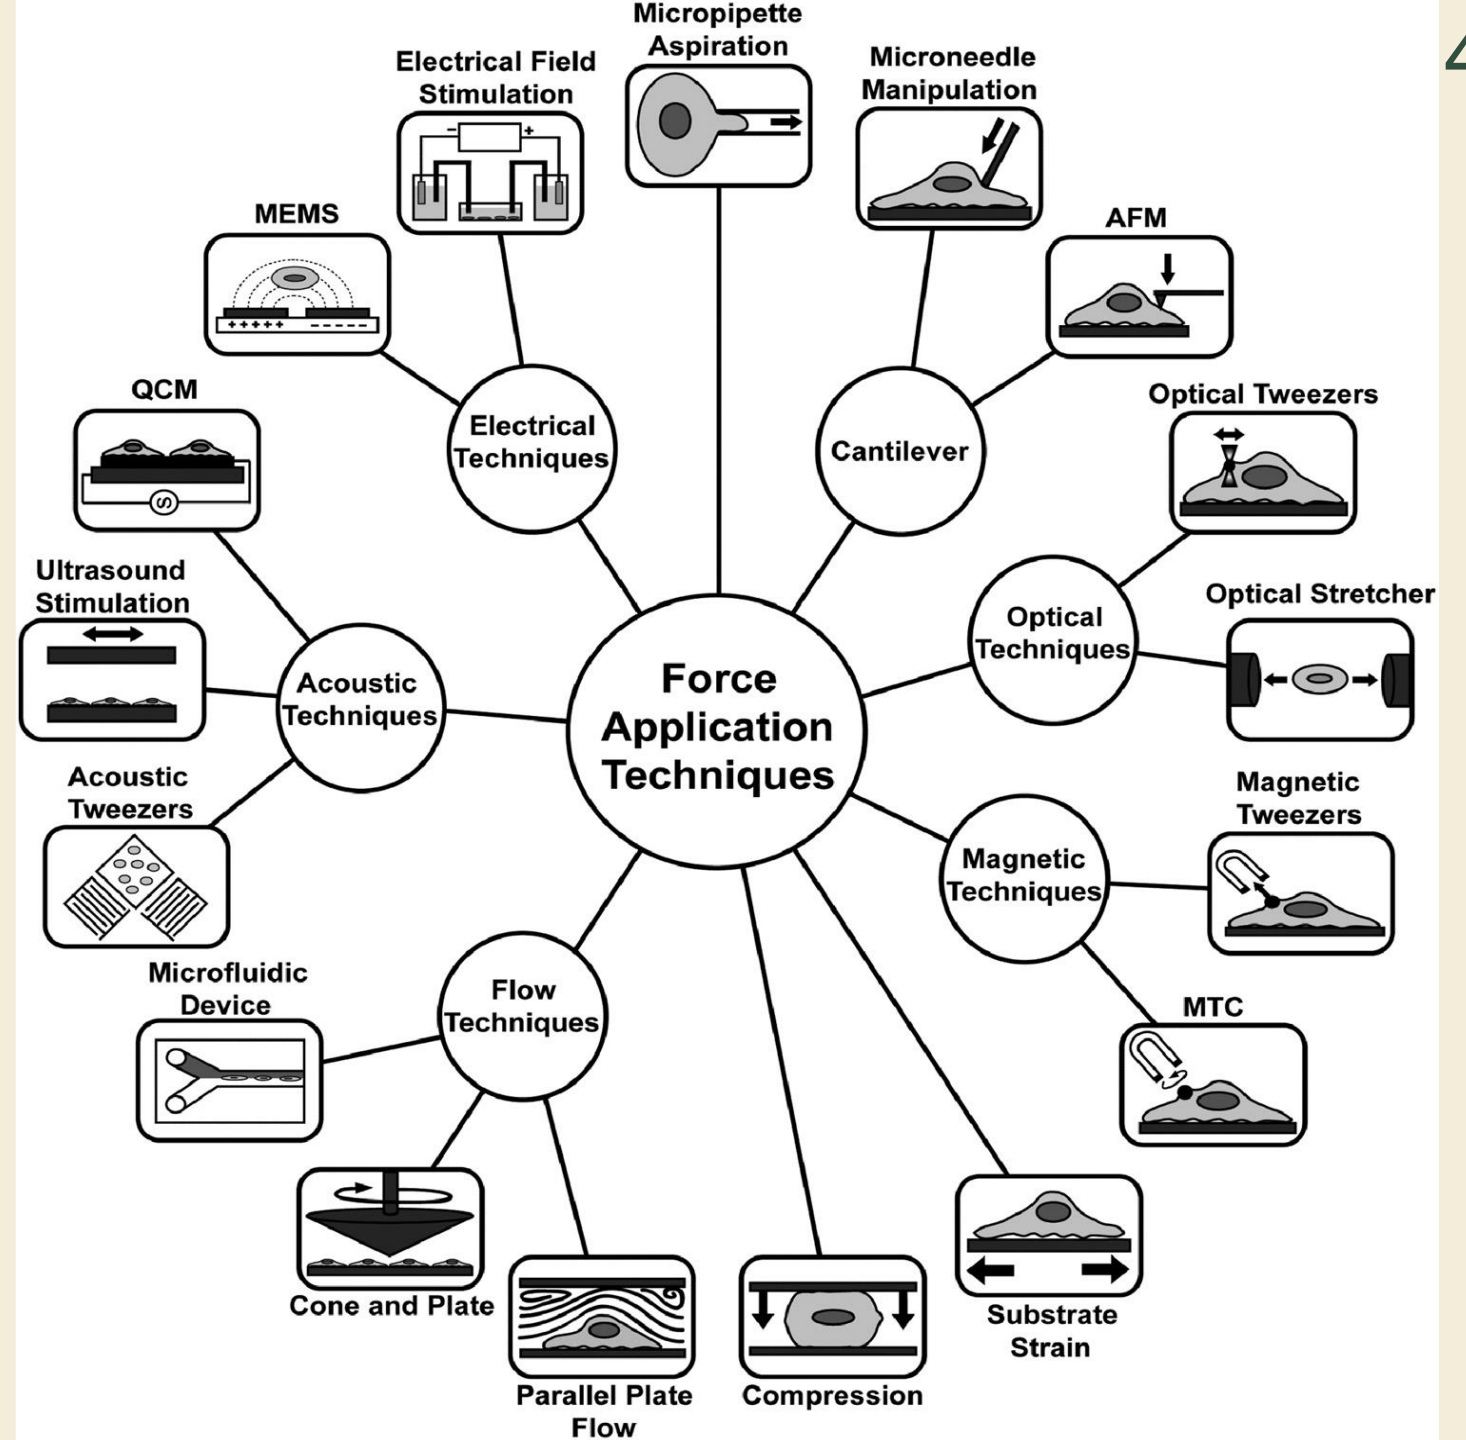 Micropipette
Aspiration
Electrical Field
Stimulation
Microneedle
Manipulation
MEMS
- +
+++++ -----
AFM
QCM
S
Electrical
Techniques
Cantilever
Optical Tweezers
Ultrasound
Stimulation
Optical
Techniques
Optical Stretcher
Acoustic
Techniques
Force
Application
Techniques
Acoustic
Tweezers
Magnetic
Tweezers
Magnetic
Techniques
Microfluidic
Device
Flow
Techniques
MTC
Cone and Plate
Substrate
Strain
Parallel Plate
Flow
Compression